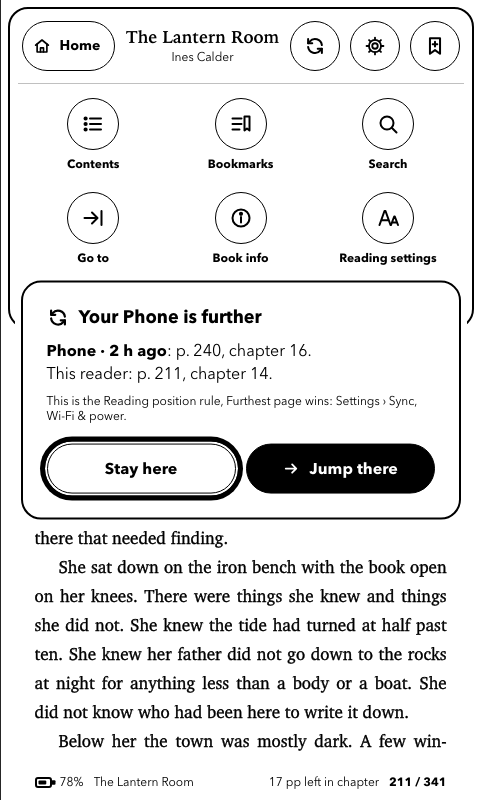 Home
The Lantern Room
Ines Calder
Contents
Bookmarks
Search
Go to
Book info
Reading settings
Your Phone is further
Phone · 2 h ago: p. 240, chapter 16.
This reader: p. 211, chapter 14.
This is the Reading position rule, Furthest page wins: Settings › Sync,
Wi-Fi & power.
Stay here
Jump there
there that needed finding.
She sat down on the iron bench with the book open
on her knees. There were things she knew and things
she did not. She knew the tide had turned at half past
ten. She knew her father did not go down to the rocks
at night for anything less than a body or a boat. She
did not know who had been here to write it down.
Below her the town was mostly dark. A few win-
78% The Lantern Room 17 pp left in chapter 211 / 341